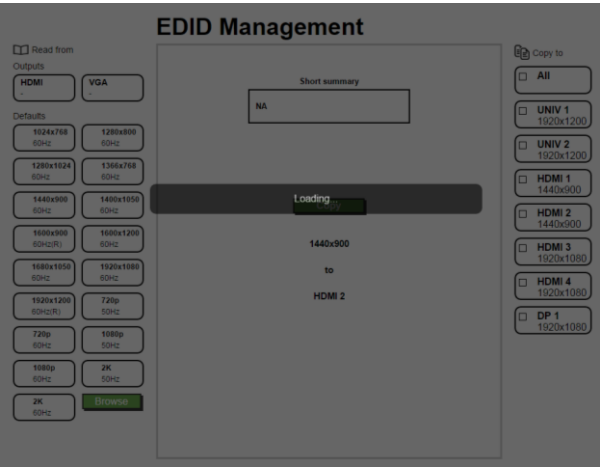 EDID Management
Read from
Outputs
HDMI
-
VGA
-
Defaults
1024x768
60Hz
1280x800
60Hz
1280x1024
60Hz
1366x768
60Hz
1440x900
60Hz
1400x1050
60Hz
1600x900
60Hz(R)
1600x1200
60Hz
1680x1050
60Hz
1920x1080
60Hz
1920x1200
60Hz(R)
720p
50Hz
720p
60Hz
1080p
50Hz
1080p
60Hz
2K
50Hz
2K
60Hz
Browse
Short summary
NA
Loading...
Copy
1440x900
to
HDMI 2
Copy to
All
UNIV 1
1920x1200
UNIV 2
1920x1200
HDMI 1
1440x900
HDMI 2
1440x900
HDMI 3
1920x1080
HDMI 4
1920x1080
DP 1
1920x1080